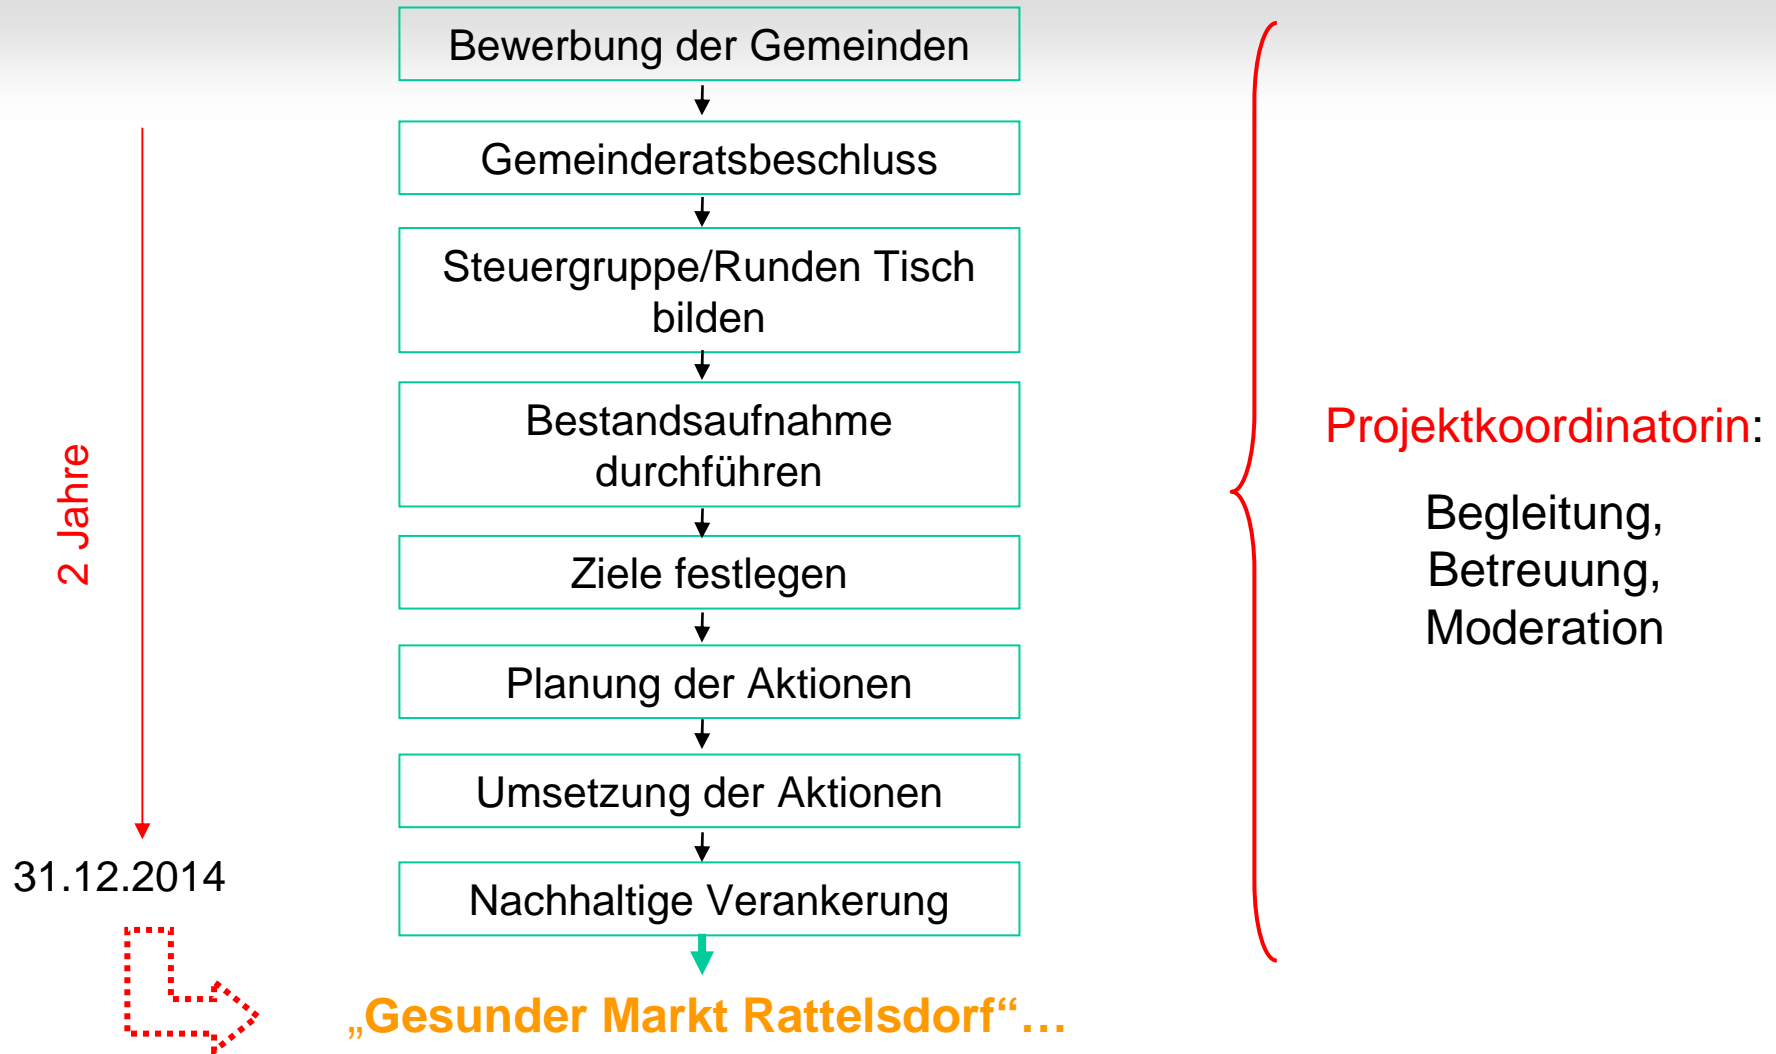 Bewerbung der Gemeinden
Gemeinderatsbeschluss
Steuergruppe/Runden Tisch
bilden
Bestandsaufnahme
durchführen
Ziele festlegen
Planung der Aktionen
Umsetzung der Aktionen
Nachhaltige Verankerung
„Gesunder Markt Rattelsdorf“…
2 Jahre
31.12.2014
Projektkoordinatorin:
Begleitung,
Betreuung,
Moderation